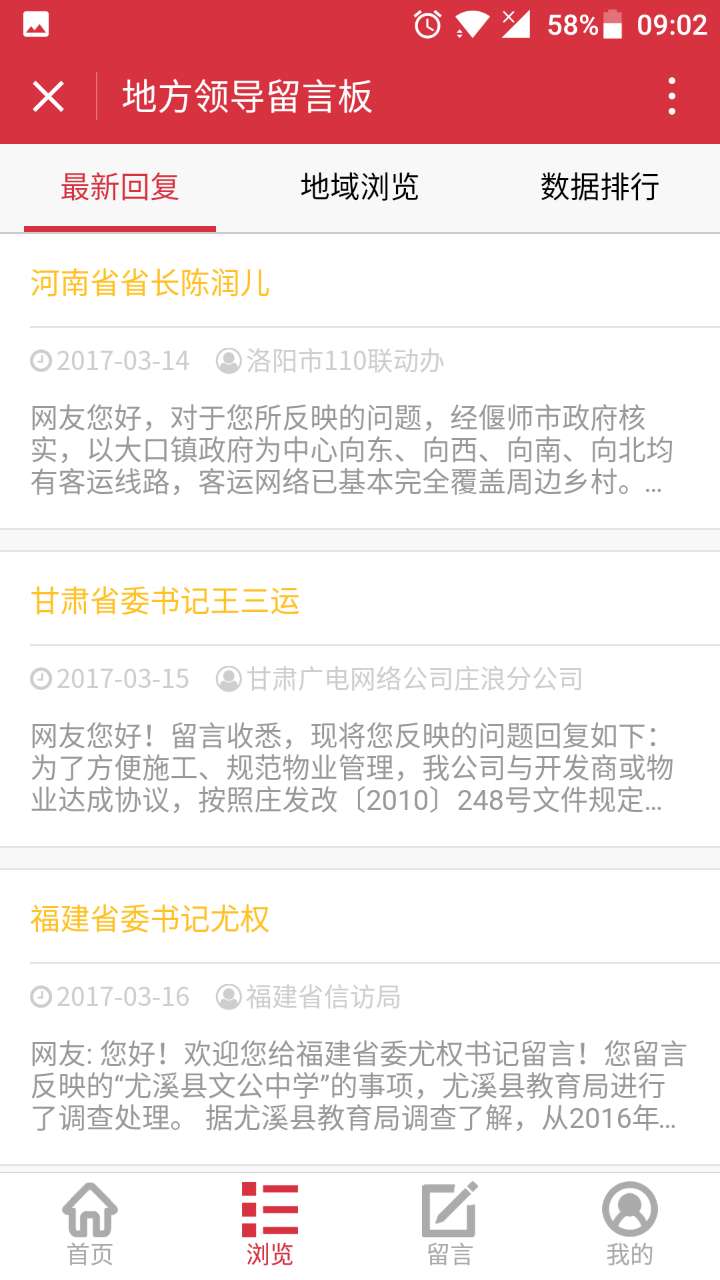 58% 09:02
地方领导留言板
最新回复 地域浏览 数据排行
河南省省长陈润儿
2017-03-14 洛阳市110联动办
网友您好，对于您所反映的问题，经偃师市政府核
实，以大口镇政府为中心向东、向西、向南、向北均
有客运线路，客运网络已基本完全覆盖周边乡村。...
甘肃省委书记王三运
2017-03-15 甘肃广电网络公司庄浪分公司
网友您好！留言收悉，现将您反映的问题回复如下：
为了方便施工、规范物业管理，我公司与开发商或物
业达成协议，按照庄发改〔2010〕248号文件规定...
福建省委书记尤权
2017-03-16 福建省信访局
网友: 您好！欢迎您给福建省委尤权书记留言！您留言
反映的“尤溪县文公中学”的事项，尤溪县教育局进行
了调查处理。 据尤溪县教育局调查了解，从2016年...
首页 浏览 留言 我的